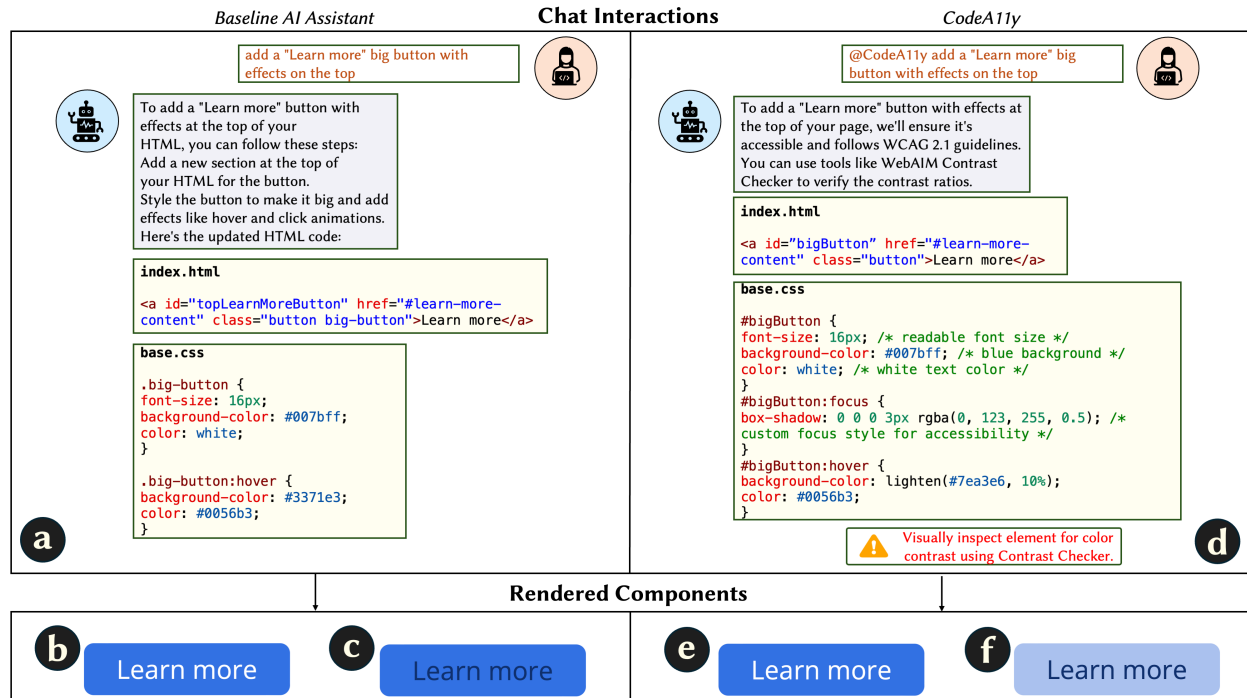 Baseline AI Assistant
Chat Interactions
CodeA11y
add a "Learn more" big button with
effects on the top
To add a "Learn more" button with
effects at the top of your
HTML, you can follow these steps:
Add a new section at the top of
your HTML for the button.
Style the button to make it big and add
effects like hover and click animations.
Here's the updated HTML code:
index.html
<a id="topLearnMoreButton" href="#learn-more-
content" class="button big-button">Learn more</a>
base.css
.big-button {
font-size: 16px;
background-color: #007bff;
color: white;
}
.big-button:hover {
background-color: #3371e3;
color: #0056b3;
}
a
@CodeA11y add a "Learn more" big
button with effects on the top
To add a "Learn more" button with effects at
the top of your page, we'll ensure it's
accessible and follows WCAG 2.1 guidelines.
You can use tools like WebAIM Contrast
Checker to verify the contrast ratios.
index.html
<a id=”bigButton” href="#learn-more-
content" class="button">Learn more</a>
base.css
#bigButton {
font-size: 16px; /* readable font size */
background-color: #007bff; /* blue background */
color: white; /* white text color */
}
#bigButton:focus {
box-shadow: 0 0 0 3px rgba(0, 123, 255, 0.5); /*
custom focus style for accessibility */
}
#bigButton:hover {
background-color: lighten(#7ea3e6, 10%);
color: #0056b3;
}
Visually inspect element for color
contrast using Contrast Checker.
d
Rendered Components
b
Learn more
c
Learn more
e
Learn more
f
Learn more